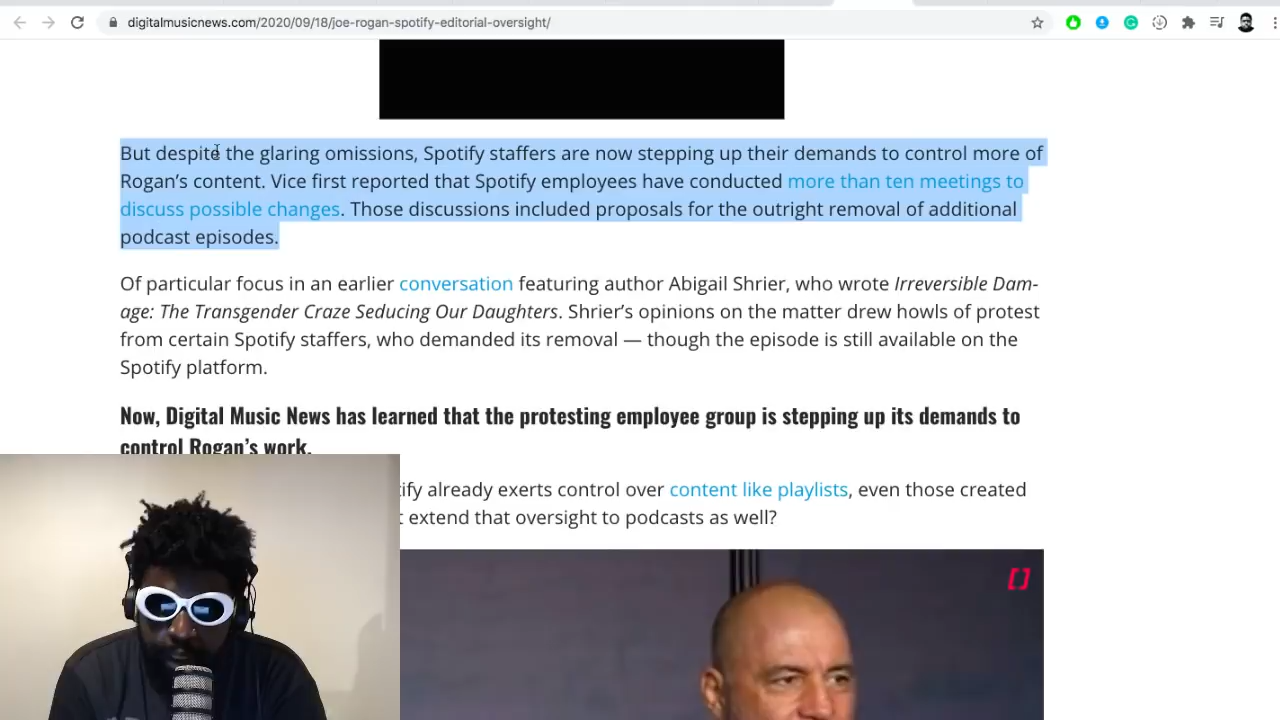 digitalmusicnews.com/2020/09/18/joe-rogan-spotify-editorial-oversight/
But despite the glaring omissions, Spotify staffers are now stepping up their demands to control more of
Rogan's content. Vice first reported that Spotify employees have conducted more than ten meetings to
discuss possible changes. Those discussions included proposals for the outright removal of additional
podcast episodes.
Of particular focus in an earlier conversation featuring author Abigail Shrier, who wrote Irreversible Dam-
age: The Transgender Craze Seducing Our Daughters. Shrier's opinions on the matter drew howls of protest
from certain Spotify staffers, who demanded its removal — though the episode is still available on the
Spotify platform.
Now, Digital Music News has learned that the protesting employee group is stepping up its demands to
control Rogan's work.
already exerts control over content like playlists, even those created
extend that oversight to podcasts as well?